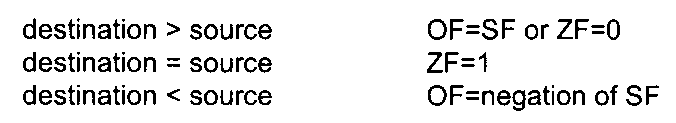 destination > source OF=SF or ZF=0
destination = source ZF=1
destination < source OF=negation of SF